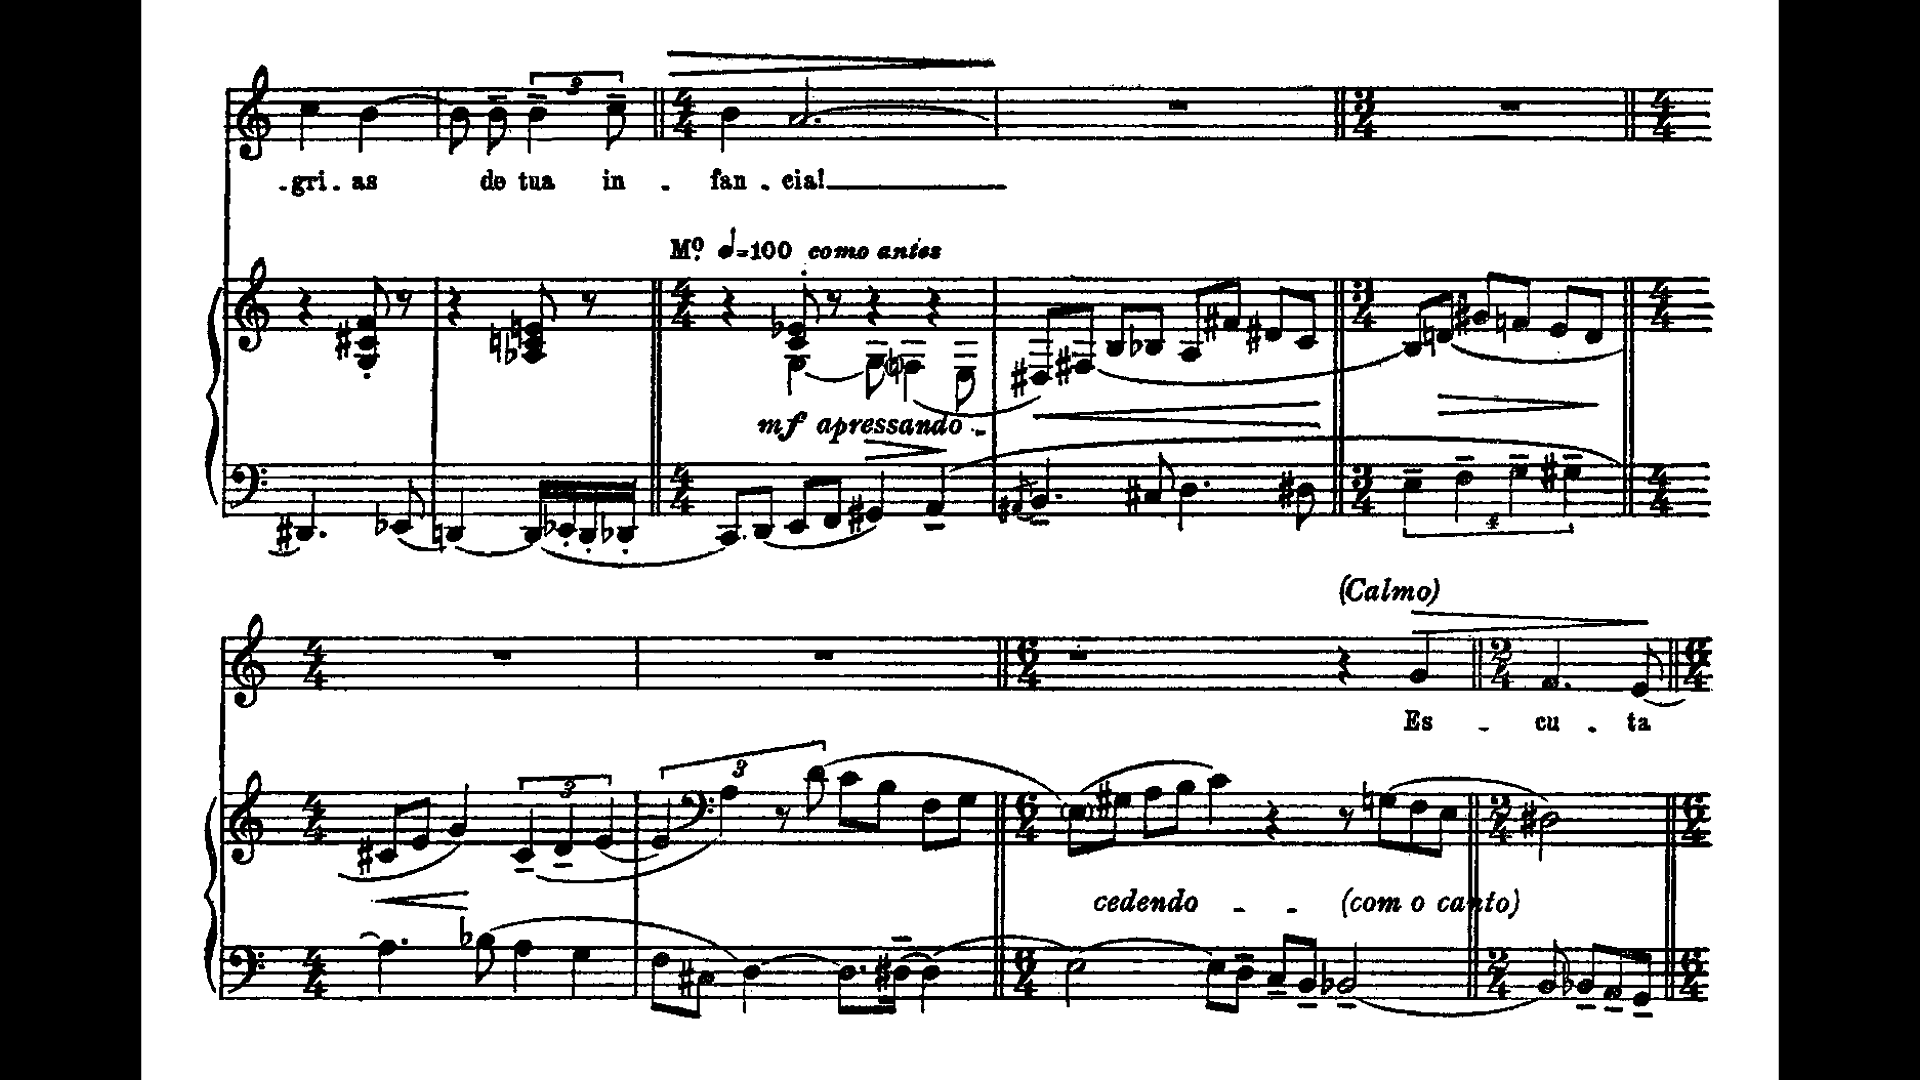 -gri - as de tua in - fan - cia!
Mº. ♩=100 como antes
mf apressando -
(Calmo)
Es - cu - ta
cedendo - - (com o canto)